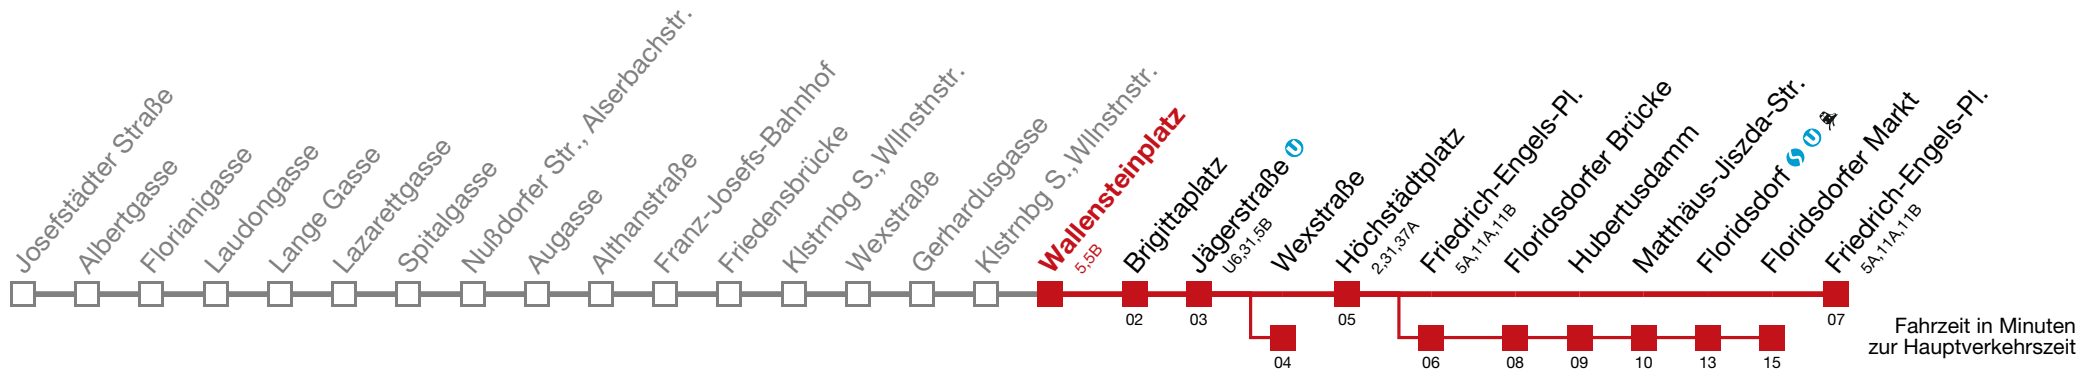 Josefstädter Straße
Albertgasse
Florianigasse
Laudongasse
Lange Gasse
Lazarettgasse
Spitalgasse
Nußdorfer Str., Alserbachstr.
Augasse
Althanstraße
Franz-Josefs-Bahnhof
Friedensbrücke
Klstrnbg S., Wllnstnstr.
Wexstraße
Gerhardusgasse
Klstrnbg S., Wllnstnstr.
Wallensteinplatz
5,5B
Brigittaplatz
Jägerstraße U
U6,31,5B
Wexstraße
Höchstädtplatz
2,31,37A
Friedrich-Engels-Pl.
5A,11A,11B
Floridsdorfer Brücke
Hubertusdamm
Matthäus-Jiszda-Str.
Floridsdorf S U
Floridsdorfer Markt
Friedrich-Engels-Pl.
5A,11A,11B
02 03 05 07
04 06 08 09 10 13 15
Fahrzeit in Minuten
zur Hauptverkehrszeit